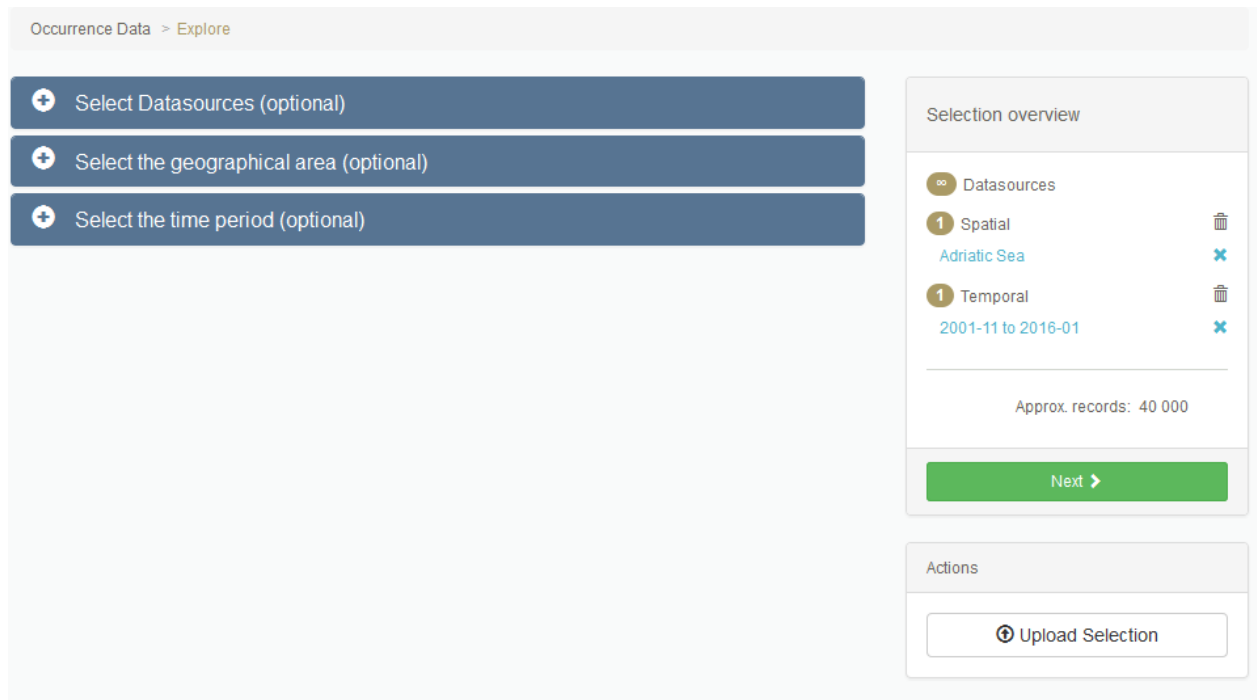 Occurrence Data > Explore
Select Datasources (optional)
Select the geographical area (optional)
Select the time period (optional)
Selection overview
∞ Datasources
1 Spatial
Adriatic Sea
1 Temporal
2001-11 to 2016-01
Approx. records: 40 000
Next
Actions
Upload Selection